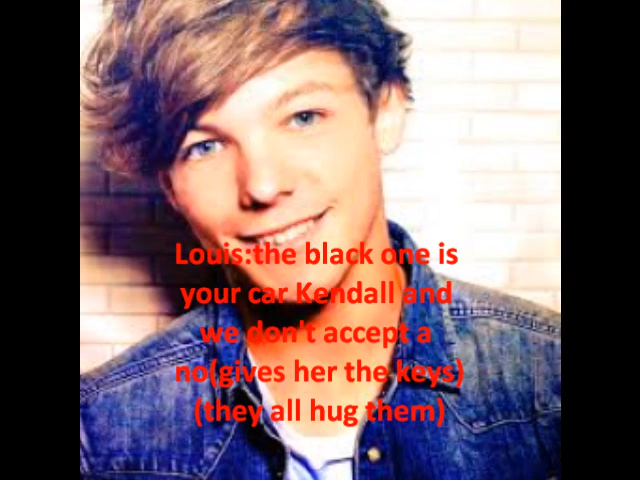 Louis:the black one is
your car Kendall and
we don't accept a
no(gives her the keys)
(they all hug them)